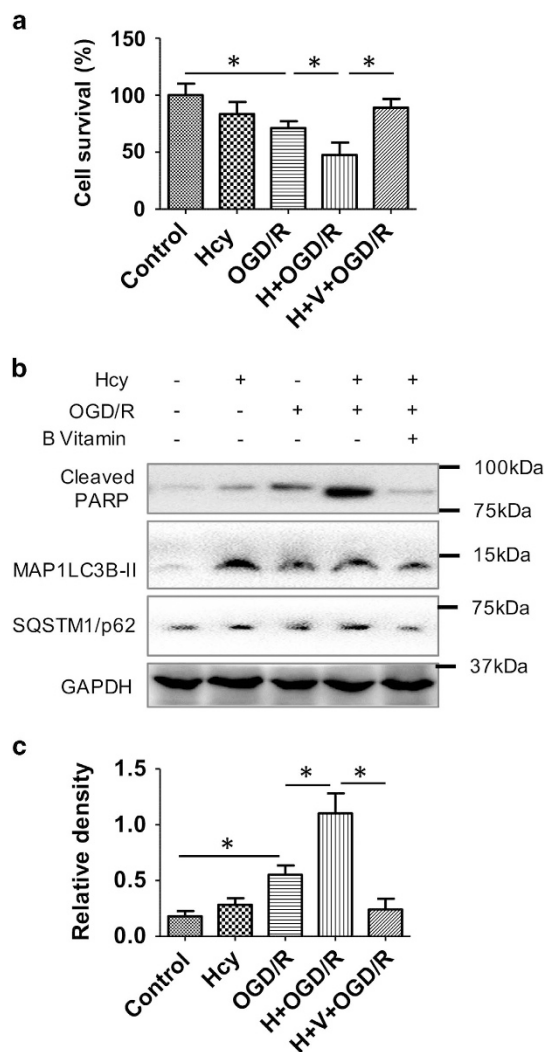 a
Cell survival (%)
150
100
50
0
* * *
Control
Hcy
OGD/R
H+OGD/R
H+V+OGD/R
b
Hcy - + - + +
OGD/R - - + + +
B Vitamin - - - - +
Cleaved
PARP
100kDa
75kDa
MAP1LC3B-II
15kDa
SQSTM1/p62
75kDa
GAPDH
37kDa
c
Relative density
1.5
1.0
0.5
0.0
* * *
Control
Hcy
OGD/R
H+OGD/R
H+V+OGD/R